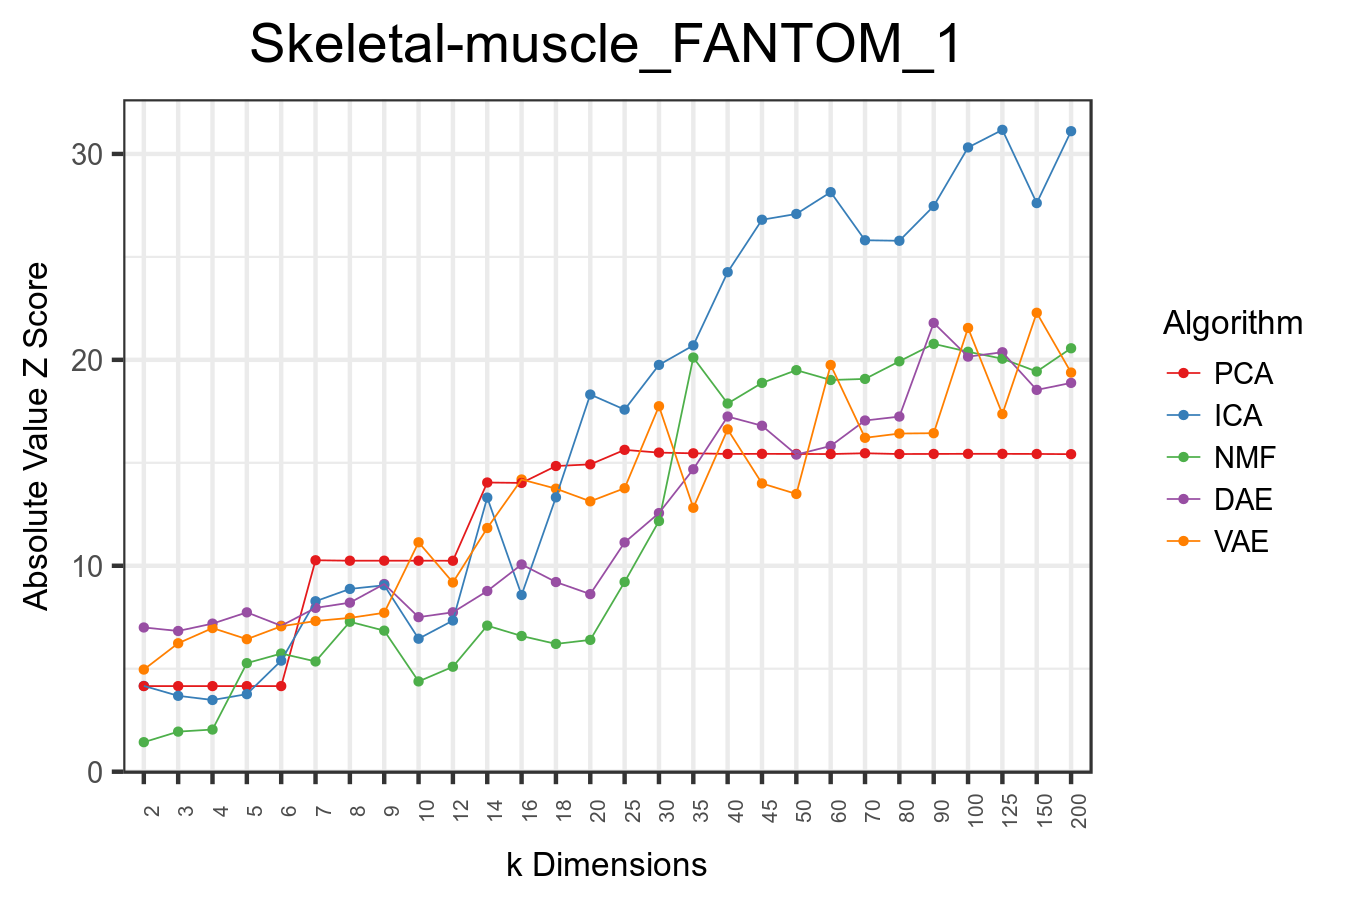 Skeletal-muscle_FANTOM_1
Absolute Value Z Score
30
20
10
0
2 3 4 5 6 7 8 9 10 12 14 16 18 20 25 30 35 40 45 50 60 70 80 90 100 125 150 200
k Dimensions
Algorithm
PCA
ICA
NMF
DAE
VAE